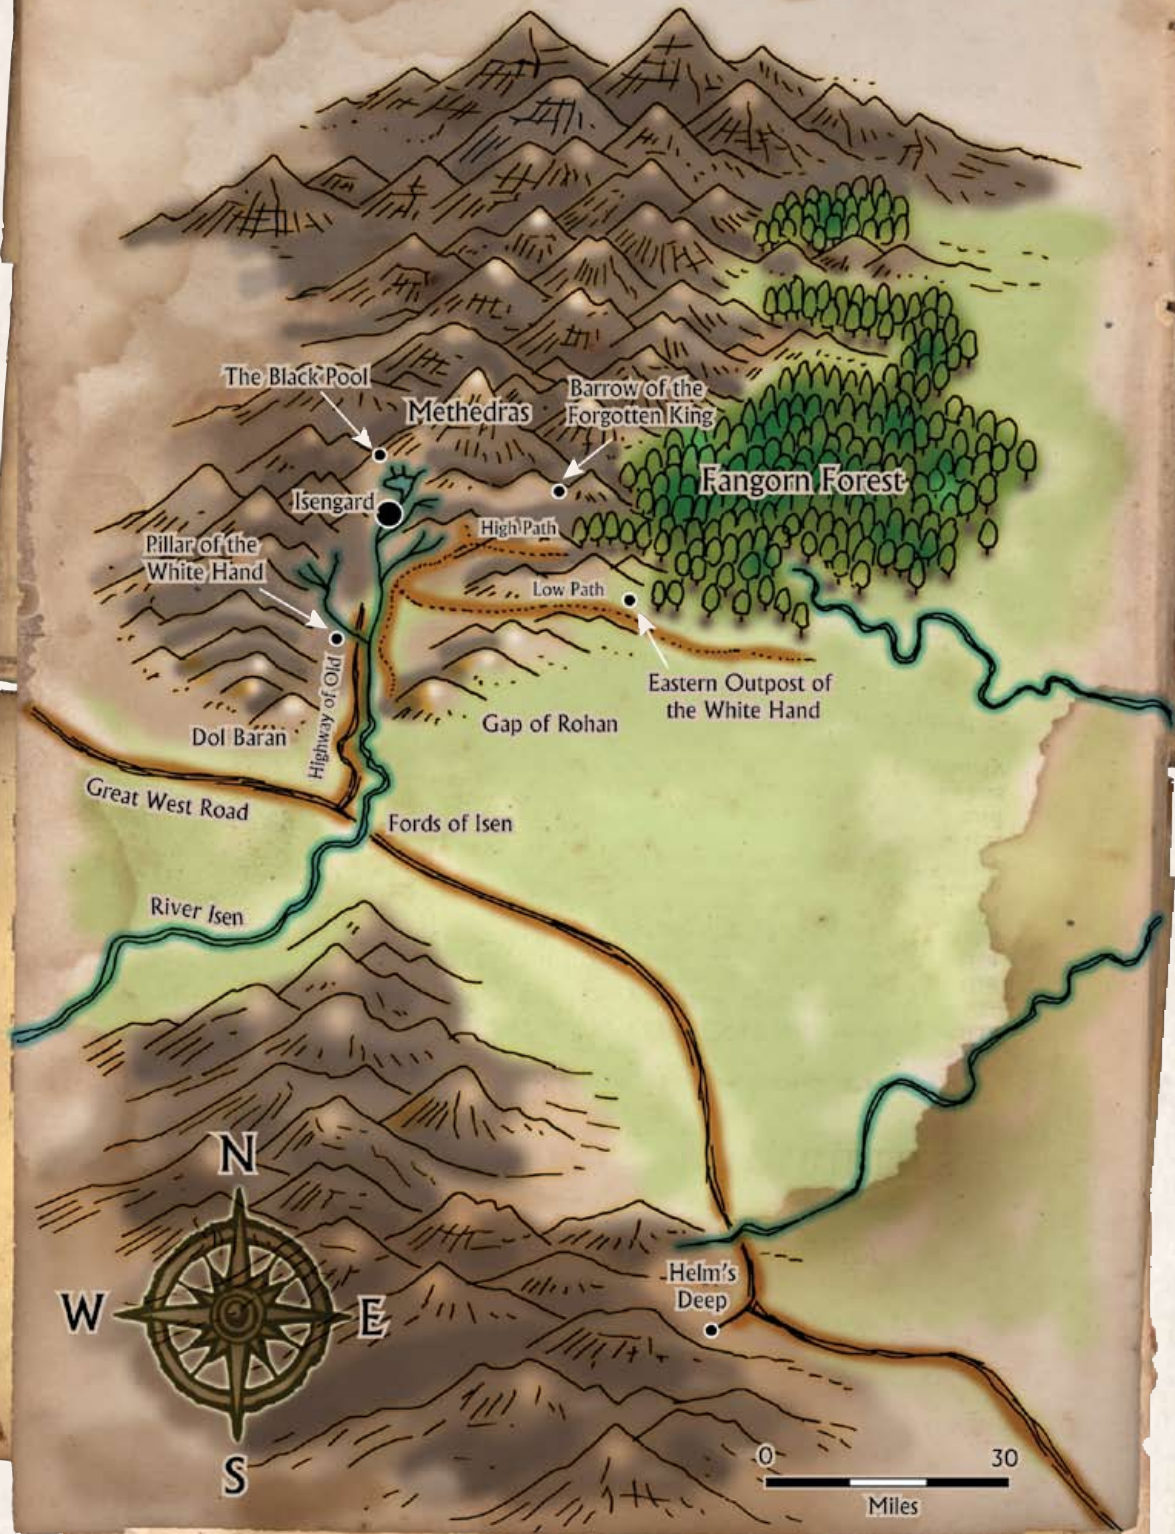 The Black Pool
Methedras
Barrow of the
Forgotten King
Fangorn Forest
Isengard
High Path
Pillar of the
White Hand
Low Path
Highway of Old
Eastern Outpost of
the White Hand
Gap of Rohan
Dol Baran
Great West Road
Fords of Isen
River Isen
N
W
E
S
Helm's
Deep
0
30
Miles